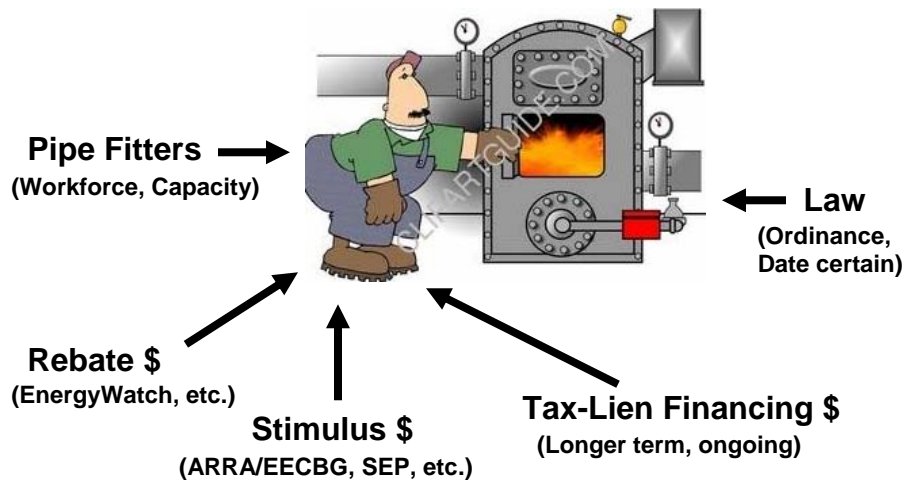 CLIPARTGUIDE.COM
Pipe Fitters
(Workforce, Capacity)
Law
(Ordinance,
Date certain)
Rebate $
(EnergyWatch, etc.)
Stimulus $
(ARRA/EECBG, SEP, etc.)
Tax-Lien Financing $
(Longer term, ongoing)